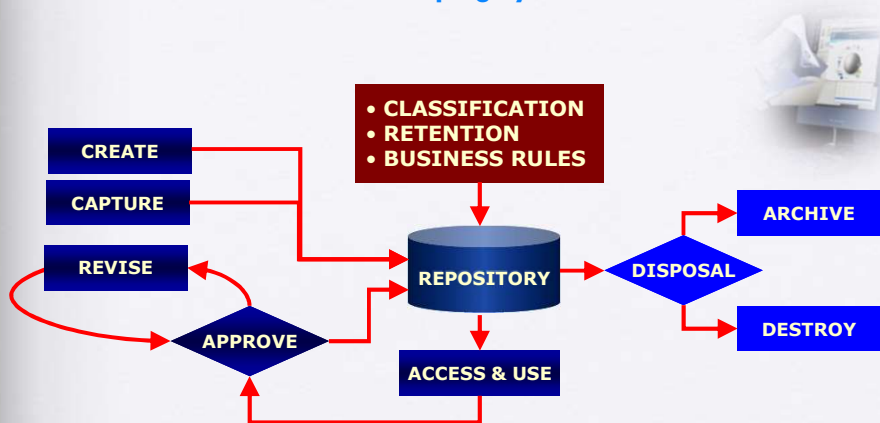 • CLASSIFICATION
• RETENTION
• BUSINESS RULES
CREATE
CAPTURE
REVISE
APPROVE
REPOSITORY
ACCESS & USE
DISPOSAL
ARCHIVE
DESTROY